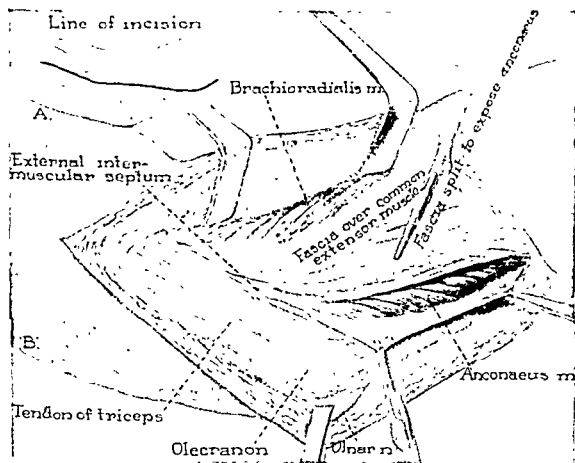 Line of incision
A.
Brachioradialis m.
External inter-
muscular septum
Fascia over common
extensor muscle
Fascia split to expose anconaeus
B.
Tendon of triceps
Olecranon
Ulnar n.
Anconaeus m